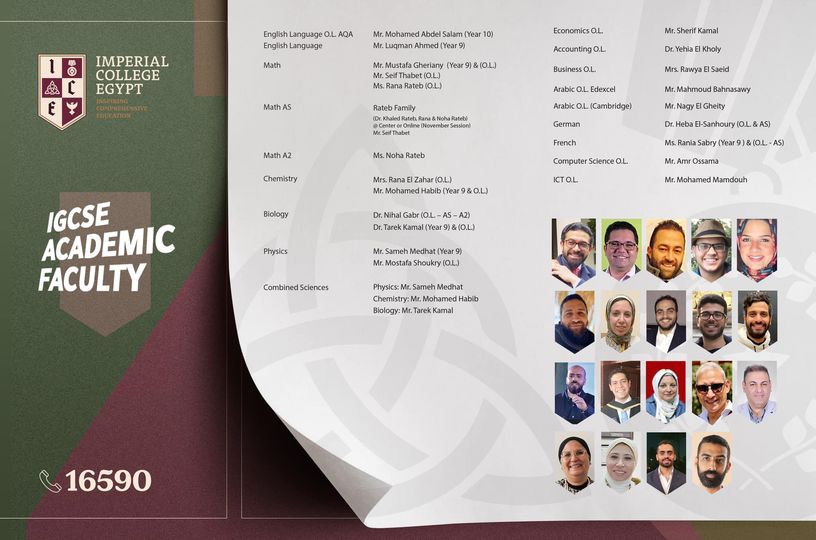 I C
C E
IMPERIAL
COLLEGE
EGYPT
INSPIRING
COMPREHENSIVE
EDUCATION
IGCSE
ACADEMIC
FACULTY
16590
English Language O.L. AQA Mr. Mohamed Abdel Salam (Year 10)
English Language Mr. Luqman Ahmed (Year 9)
Math Mr. Mustafa Gheriany (Year 9) & (O.L.)
Mr. Seif Thabet (O.L.)
Ms. Rana Rateb (O.L.)
Math AS Rateb Family
(Dr. Khaled Rateb, Rana & Noha Rateb)
@ Center or Online (November Session)
Mr. Seif Thabet
Math A2 Ms. Noha Rateb
Chemistry Mrs. Rana El Zahar (O.L.)
Mr. Mohamed Habib (Year 9 & O.L.)
Biology Dr. Nihal Gabr (O.L. – AS – A2)
Dr. Tarek Kamal (Year 9) & (O.L.)
Physics Mr. Sameh Medhat (Year 9)
Mr. Mostafa Shoukry (O.L.)
Combined Sciences Physics: Mr. Sameh Medhat
Chemistry: Mr. Mohamed Habib
Biology: Mr. Tarek Kamal
Economics O.L. Mr. Sherif Kamal
Accounting O.L. Dr. Yehia El Kholy
Business O.L. Mrs. Rawya El Saeid
Arabic O.L. Edexcel Mr. Mahmoud Bahnasawy
Arabic O.L. (Cambridge) Mr. Nagy El Gheity
German Dr. Heba El-Sanhoury (O.L. & AS)
French Ms. Rania Sabry (Year 9 ) & (O.L. - AS)
Computer Science O.L. Mr. Amr Ossama
ICT O.L. Mr. Mohamed Mamdouh